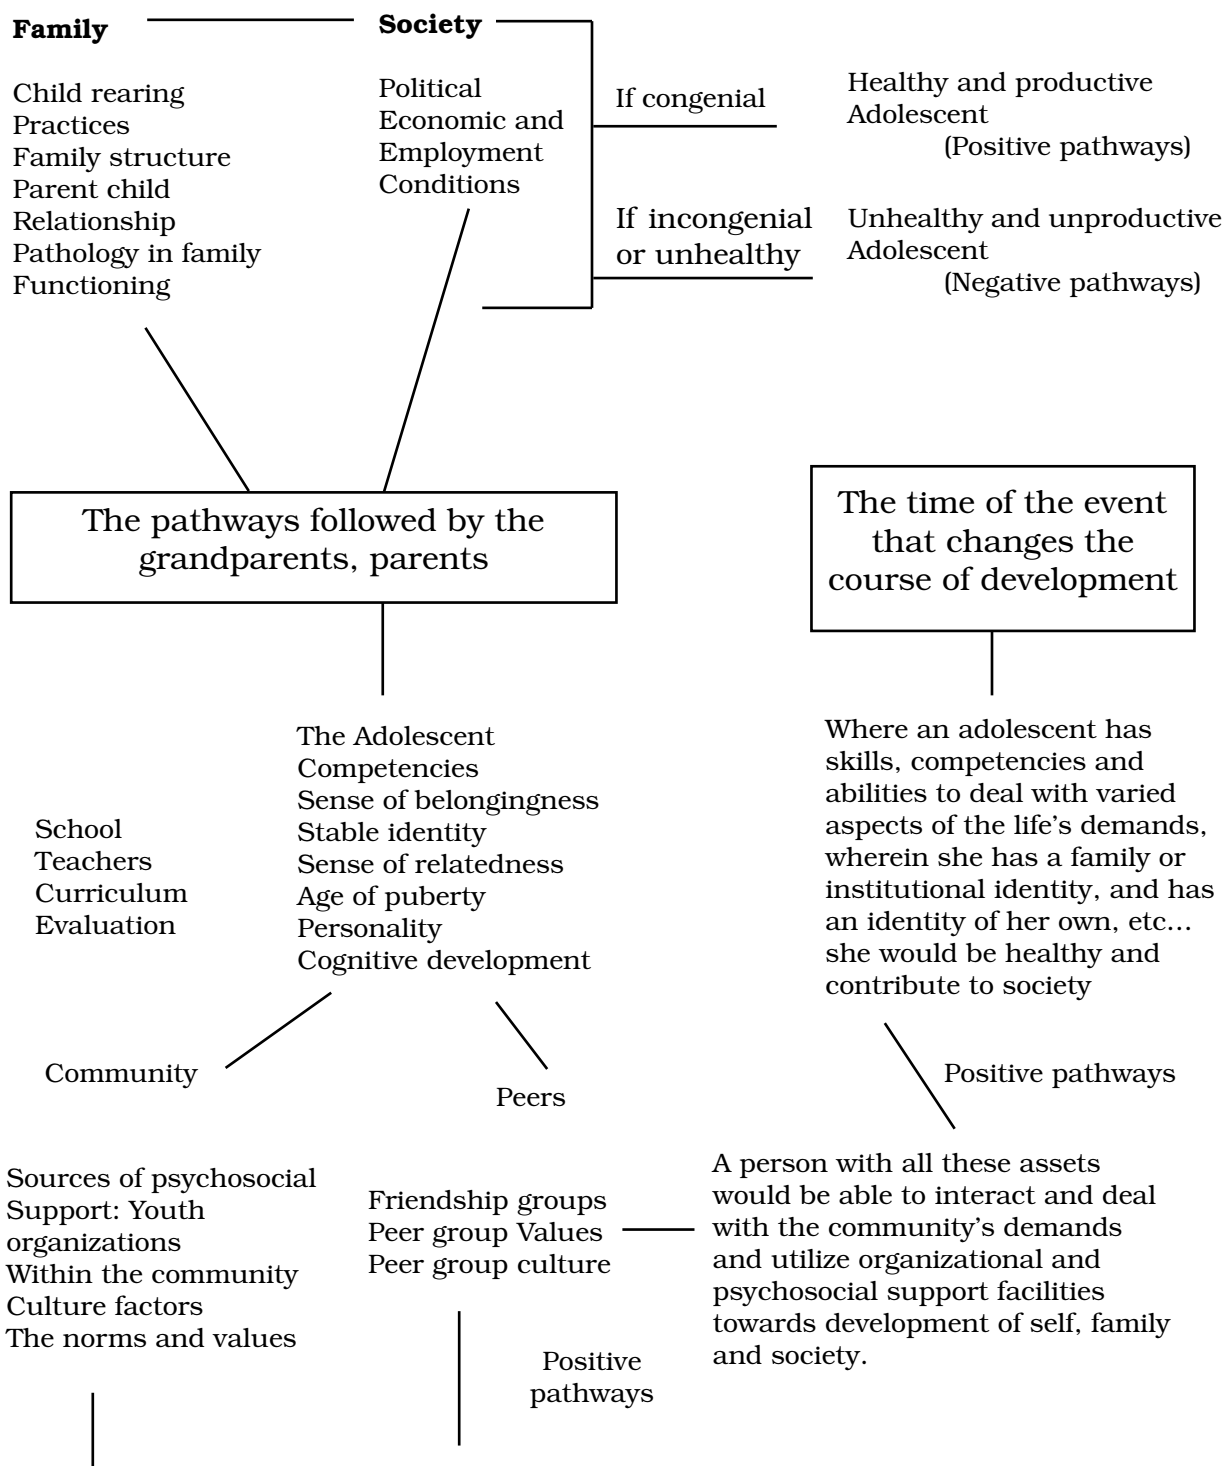 Family
Society
Child rearing
Practices
Family structure
Parent child
Relationship
Pathology in family
Functioning
Political
Economic and
Employment
Conditions
If congenial
Healthy and productive
Adolescent
(Positive pathways)
If incongenial
or unhealthy
Unhealthy and unproductive
Adolescent
(Negative pathways)
The pathways followed by the
grandparents, parents
The time of the event
that changes the
course of development
School
Teachers
Curriculum
Evaluation
The Adolescent
Competencies
Sense of belongingness
Stable identity
Sense of relatedness
Age of puberty
Personality
Cognitive development
Where an adolescent has
skills, competencies and
abilities to deal with varied
aspects of the life’s demands,
wherein she has a family or
institutional identity, and has
an identity of her own, etc...
she would be healthy and
contribute to society
Community
Peers
Positive pathways
Sources of psychosocial
Support: Youth
organizations
Within the community
Culture factors
The norms and values
Friendship groups
Peer group Values
Peer group culture
A person with all these assets
would be able to interact and deal
with the community’s demands
and utilize organizational and
psychosocial support facilities
towards development of self, family
and society.
Positive
pathways